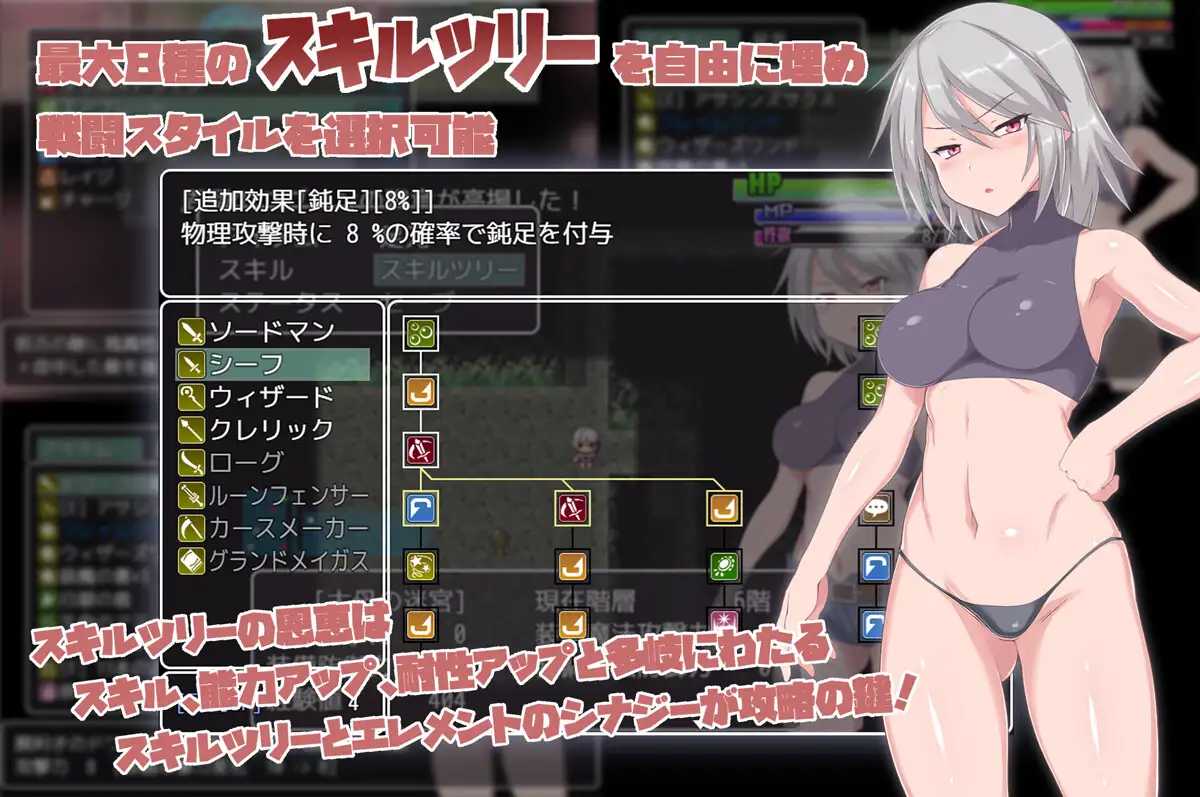 最大8種のスキルツリーを自由に埋め
戦闘スタイルを選択可能
[追加効果[鈍足][8%]]
物理攻撃時に 8 %の確率で鈍足を付与
が高揚した!
HP
MP
スキル
スキルツリー
ステータス
ソードマン
シーフ
ウィザード
クレリック
ローグ
ルーンフェンサー
カースメーカー
グランドメイガス
の迷宮]
現在階層
階
スキルツリーの恩恵は
スキル、能力アップ、耐性アップと多岐にわたる
スキルツリーとエレメントのシナジーが攻略の鍵!